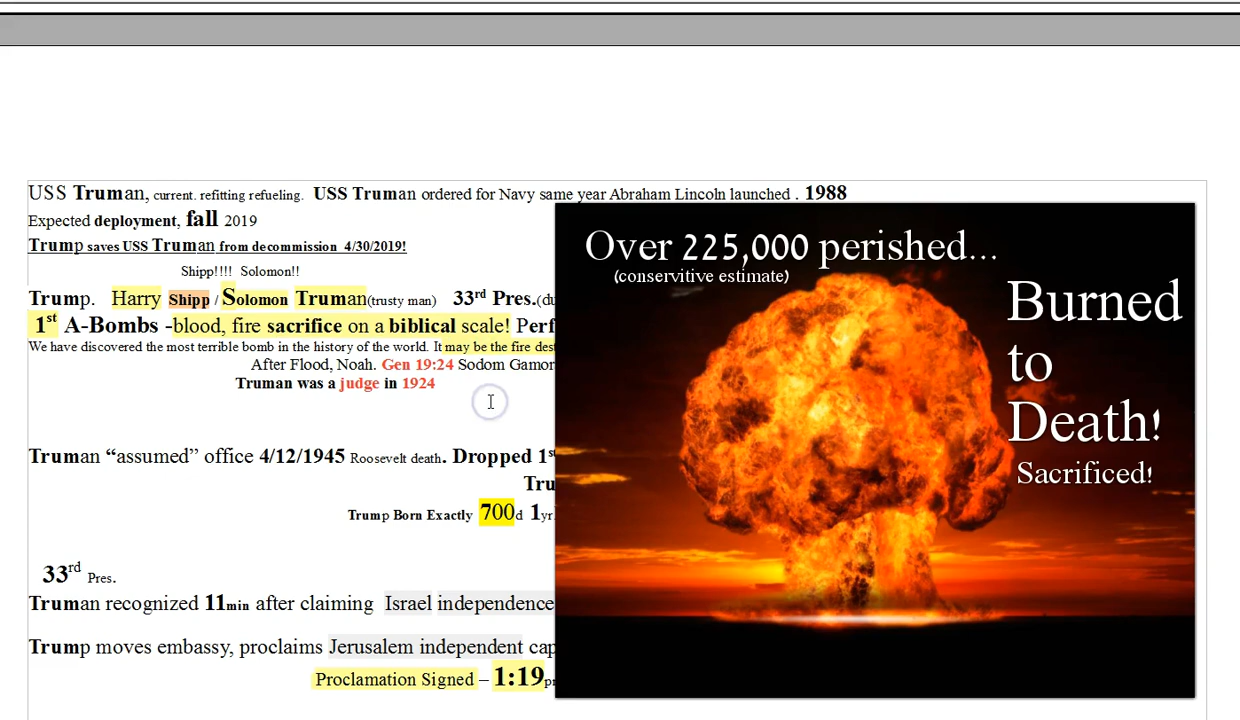 USS Truman, current. refitting refueling. USS Truman ordered for Navy same year Abraham Lincoln launched . 1988
Expected deployment, fall 2019
Trump saves USS Truman from decommission 4/30/2019!
Shipp!!!! Solomon!!
Trump. Harry Shipp / Solomon Truman(trusty man) 33rd Pres.(du
1st A-Bombs -blood, fire sacrifice on a biblical scale! Perf
We have discovered the most terrible bomb in the history of the world. It may be the fire dest
After Flood, Noah. Gen 19:24 Sodom Gamor
Truman was a judge in 1924
Truman “assumed” office 4/12/1945 Roosevelt death. Dropped 1st
Tru
Trump Born Exactly 700d 1yr
33rd Pres.
Truman recognized 11min after claiming Israel independence
Trump moves embassy, proclaims Jerusalem independent cap
Proclamation Signed – 1:19pm
Over 225,000 perished...
(conservitive estimate)
Burned
to
Death!
Sacrificed!